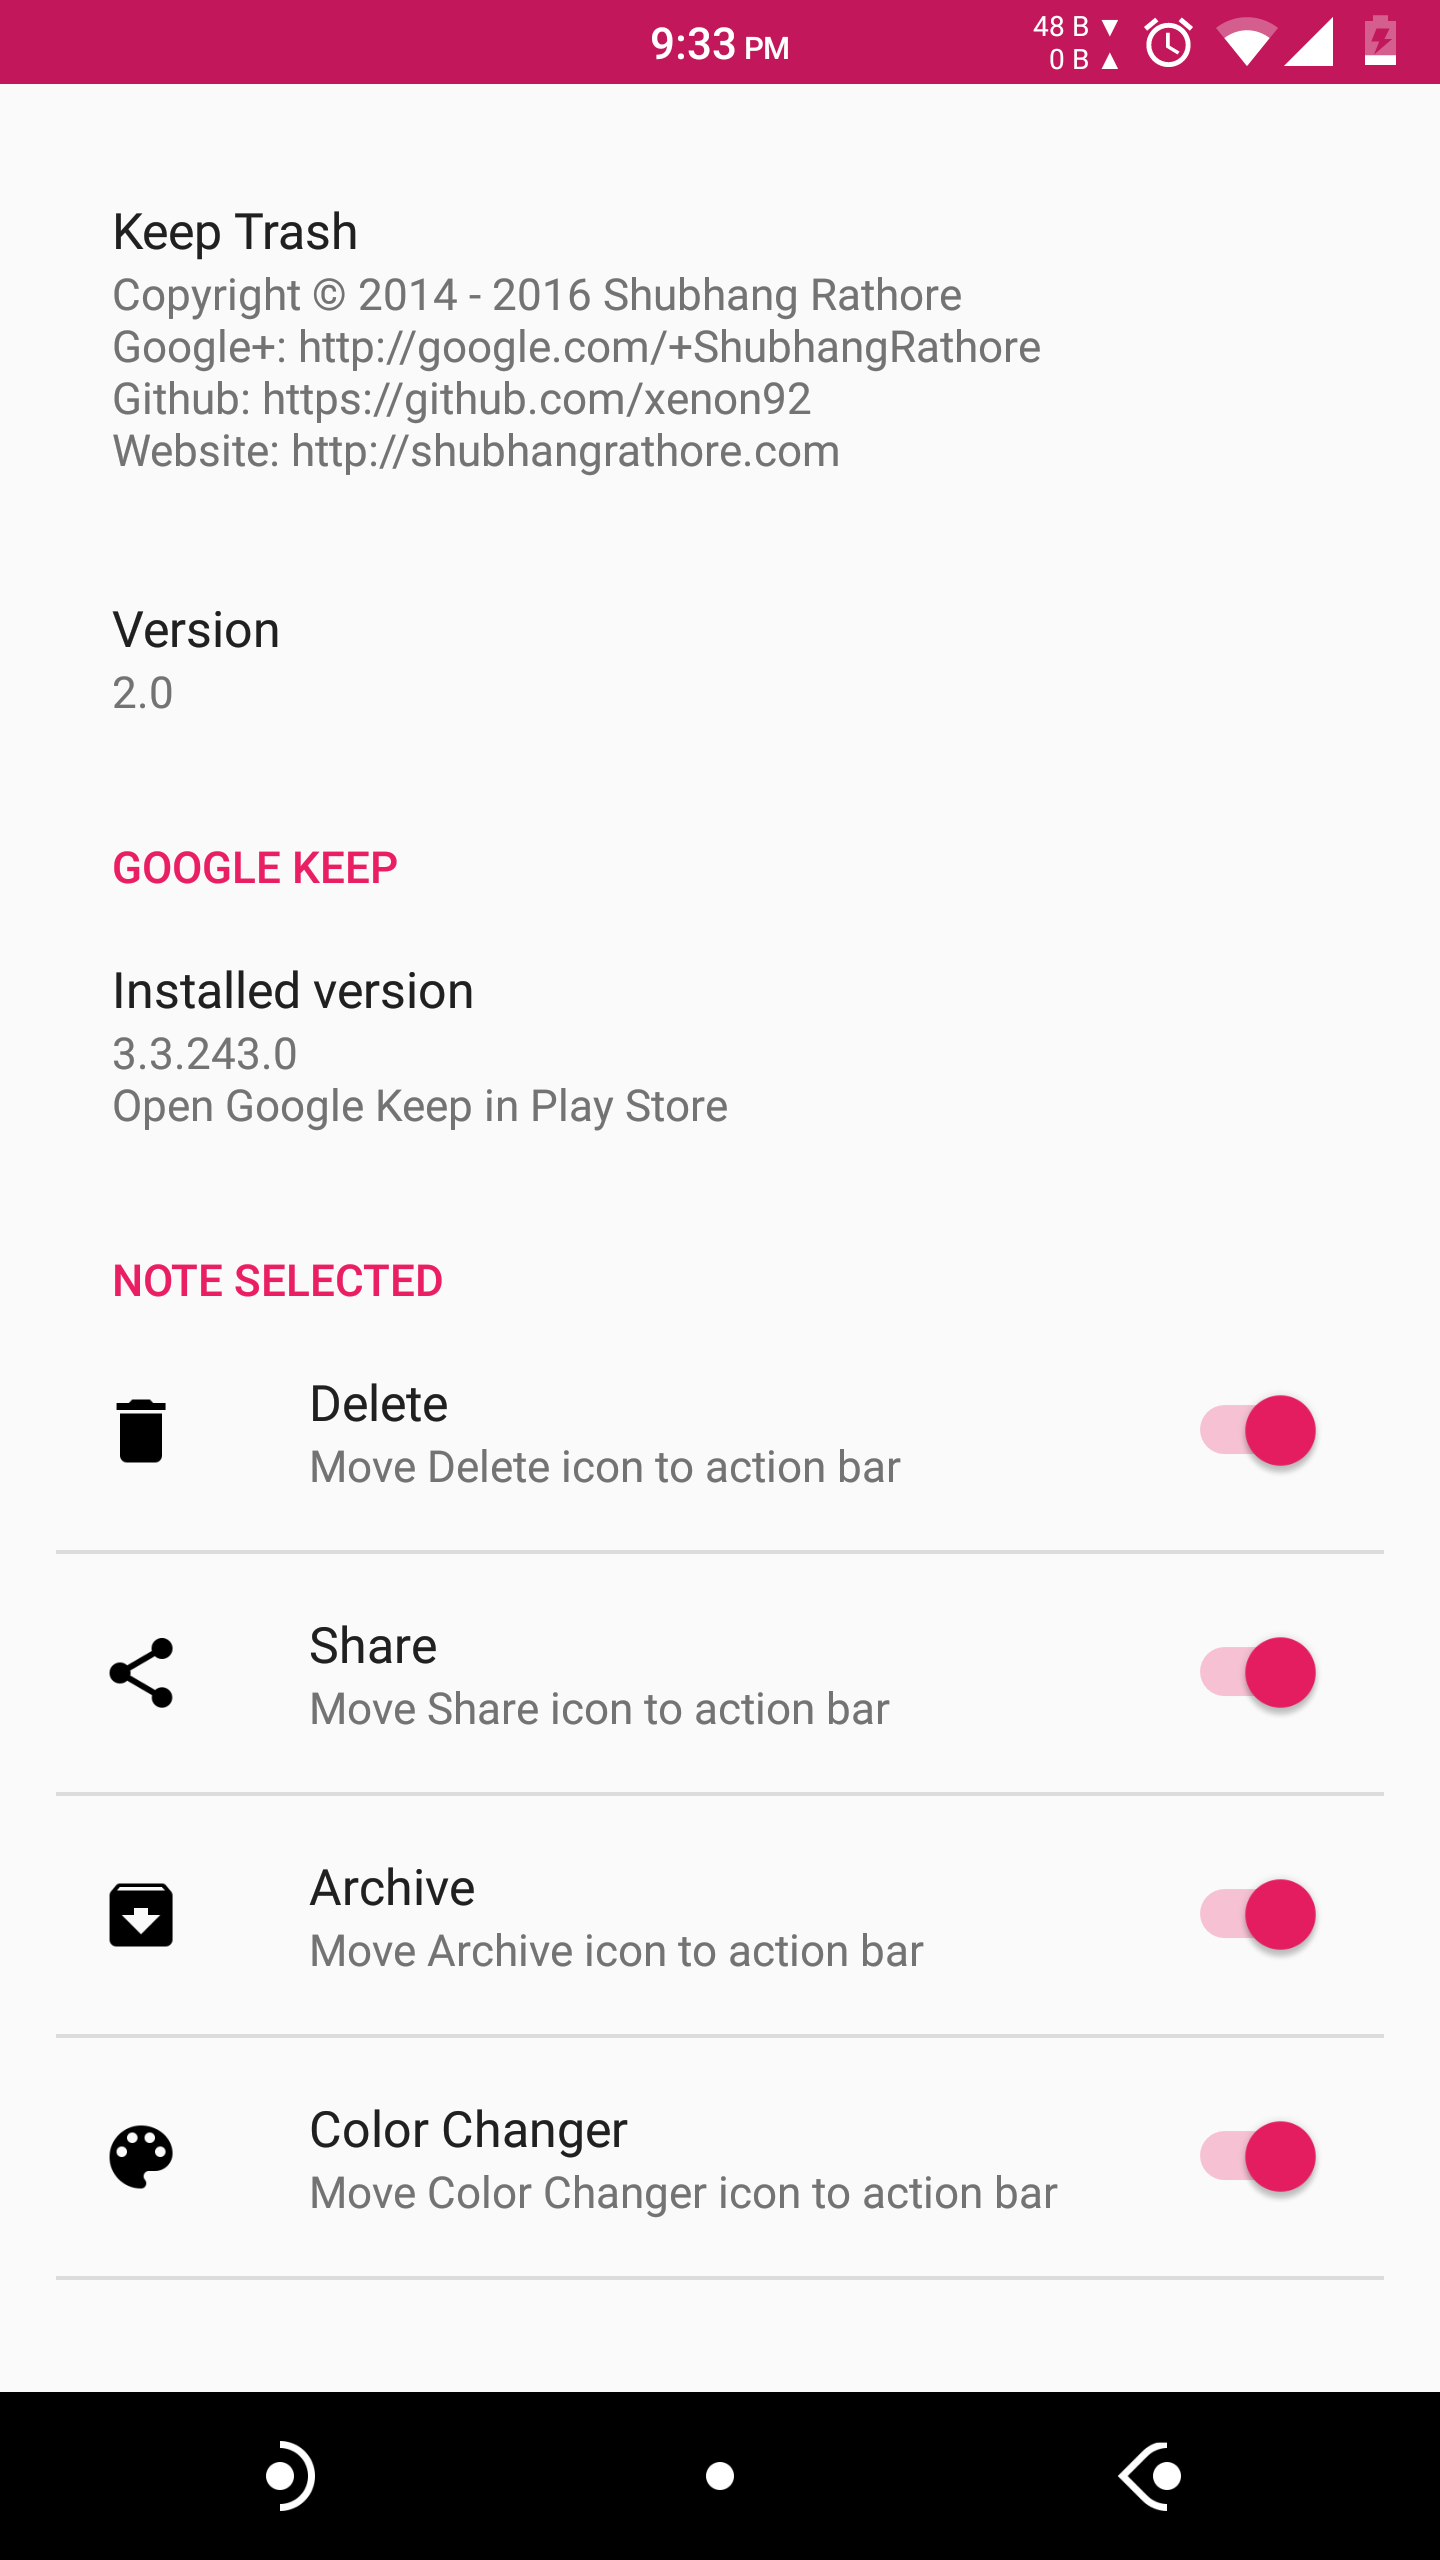 9:33 PM
48 B ▼
0 B ▲
Keep Trash
Copyright © 2014 - 2016 Shubhang Rathore
Google+: http://google.com/+ShubhangRathore
Github: https://github.com/xenon92
Website: http://shubhangrathore.com
Version
2.0
GOOGLE KEEP
Installed version
3.3.243.0
Open Google Keep in Play Store
NOTE SELECTED
Delete
Move Delete icon to action bar
Share
Move Share icon to action bar
Archive
Move Archive icon to action bar
Color Changer
Move Color Changer icon to action bar